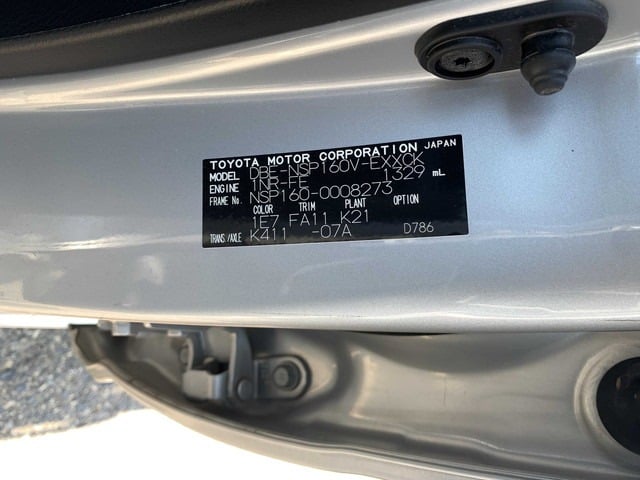 TOYOTA MOTOR CORPORATION JAPAN
MODEL DBE-NSP160V-EXXCK
ENGINE 1NR-FE 1329 mL
FRAME No. NSP160-0008273
COLOR TRIM PLANT OPTION
1E7 FA11 K21
TRANS./AXLE K411 -07A D786